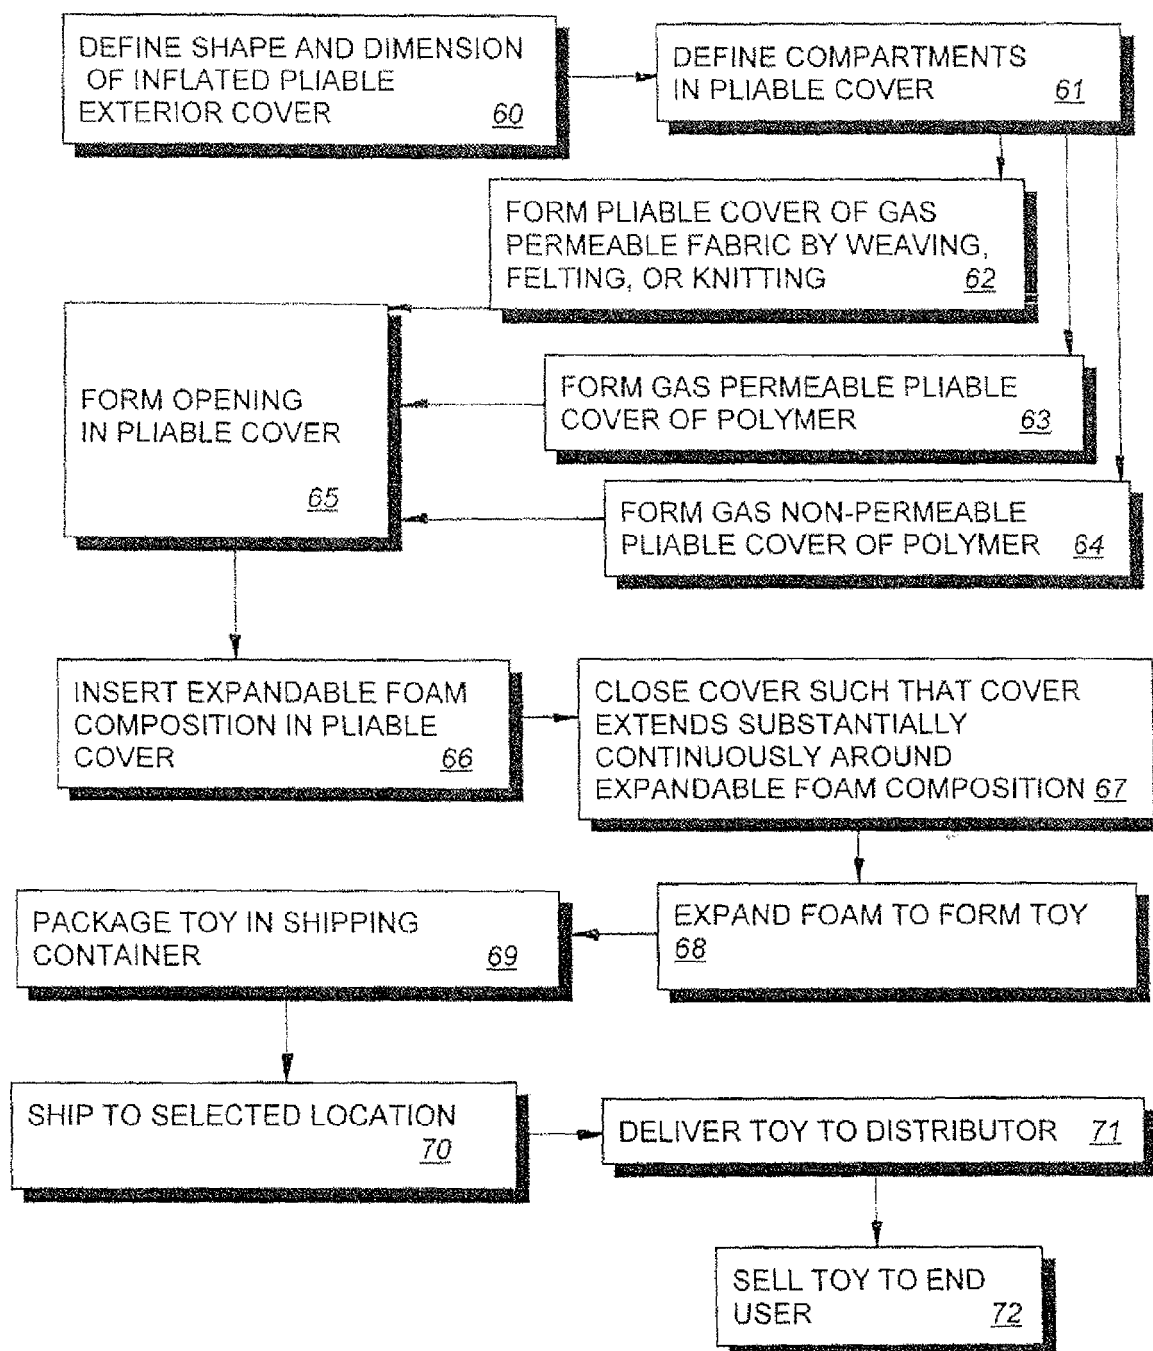 DEFINE SHAPE AND DIMENSION
OF INFLATED PLIABLE
EXTERIOR COVER 60
DEFINE COMPARTMENTS
IN PLIABLE COVER 61
FORM PLIABLE COVER OF GAS
PERMEABLE FABRIC BY WEAVING,
FELTING, OR KNITTING 62
FORM GAS PERMEABLE PLIABLE
COVER OF POLYMER 63
FORM GAS NON-PERMEABLE
PLIABLE COVER OF POLYMER 64
FORM OPENING
IN PLIABLE COVER
65
INSERT EXPANDABLE FOAM
COMPOSITION IN PLIABLE
COVER 66
CLOSE COVER SUCH THAT COVER
EXTENDS SUBSTANTIALLY
CONTINUOUSLY AROUND
EXPANDABLE FOAM COMPOSITION 67
EXPAND FOAM TO FORM TOY
68
PACKAGE TOY IN SHIPPING
CONTAINER 69
SHIP TO SELECTED LOCATION
70
DELIVER TOY TO DISTRIBUTOR 71
SELL TOY TO END
USER 72